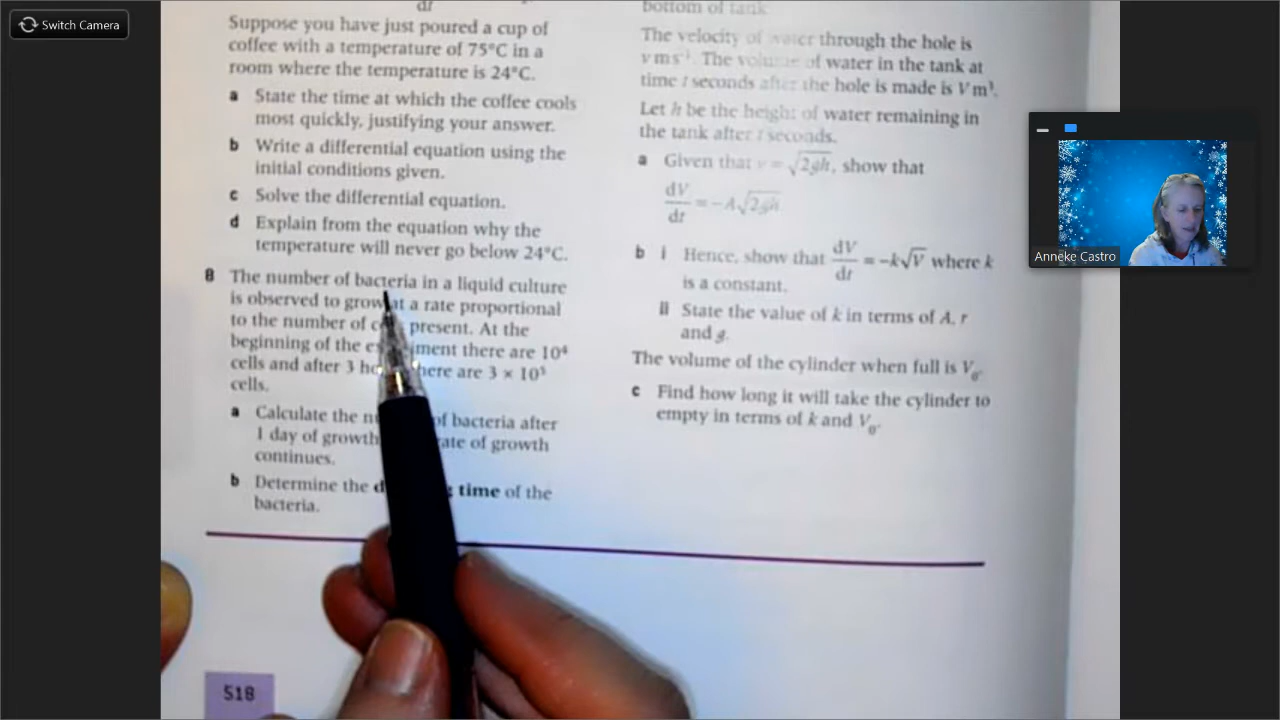 Switch Camera
dt
Suppose you have just poured a cup of
coffee with a temperature of 75°C in a
room where the temperature is 24°C.
a State the time at which the coffee cools
most quickly, justifying your answer.
b Write a differential equation using the
initial conditions given.
c Solve the differential equation.
d Explain from the equation why the
temperature will never go below 24°C.
8 The number of bacteria in a liquid culture
is observed to grow at a rate proportional
to the number of present. At the
beginning of the there are 10⁴
cells and after 3 there are 3 × 10⁵
cells.
a Calculate the of bacteria after
1 day of growth rate of growth
continues.
b Determine the time of the
bacteria.
518
bottom of tank
The velocity of water through the hole is
v m s⁻¹. The volume of water in the tank at
time t seconds after the hole is made is V m³.
Let h be the height of water remaining in
the tank after t seconds.
a Given that v = √2gh, show that
dV/dt = −A√2gh
b i Hence, show that dV/dt = −k√V where k
is a constant.
ii State the value of k in terms of A, r
and g.
The volume of the cylinder when full is V₀.
c Find how long it will take the cylinder to
empty in terms of k and V₀.
Anneke Castro